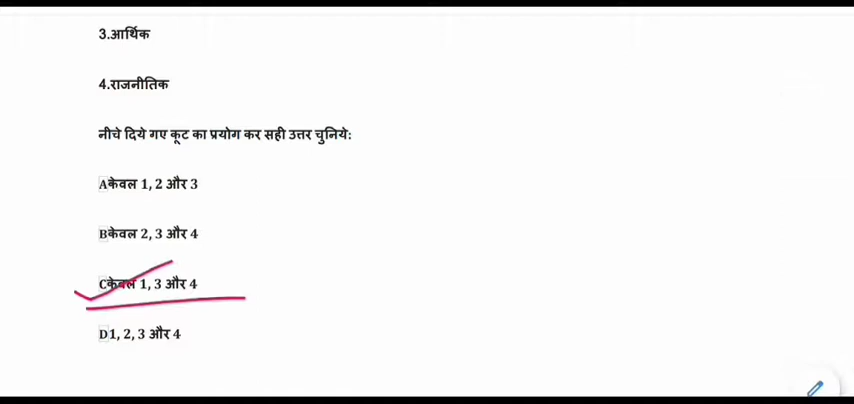 3.आर्थिक
4.राजनीतिक
नीचे दिये गए कूट का प्रयोग कर सही उत्तर चुनिये:
Aकेवल 1, 2 और 3
Bकेवल 2, 3 और 4
Cकेवल 1, 3 और 4
D1, 2, 3 और 4